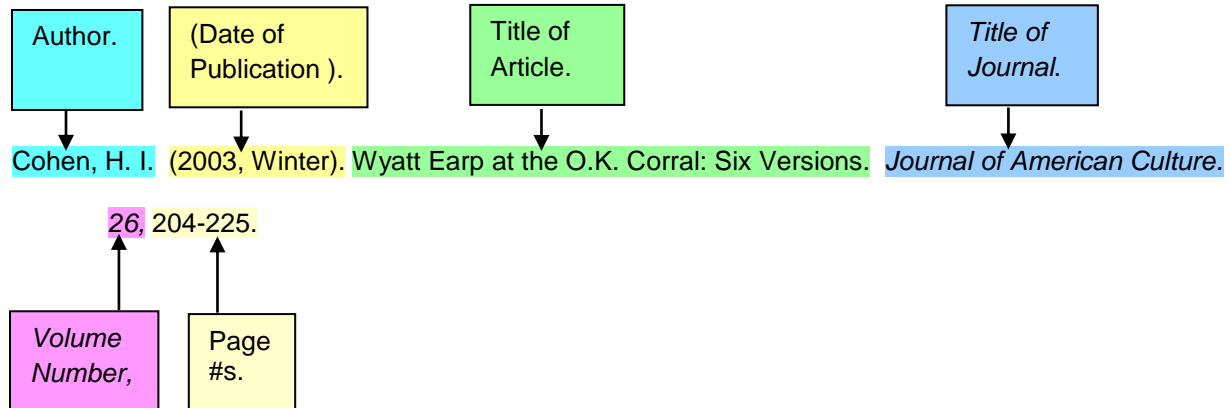 Author.
(Date of
Publication ).
Title of
Article.
Title of
Journal.
Cohen, H. I. (2003, Winter). Wyatt Earp at the O.K. Corral: Six Versions. Journal of American Culture.
26, 204-225.
Volume
Number,
Page
#s.